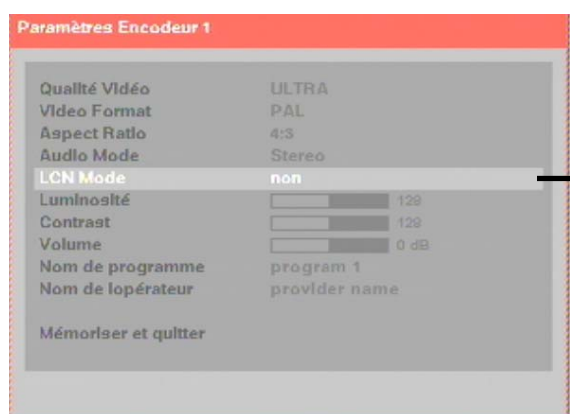 Paramètres Encodeur 1
Qualité Vidéo ULTRA
Video Format PAL
Aspect Ratio 4:3
Audio Mode Stereo
LCN Mode non
Luminosité 128
Contrast 128
Volume 0 dB
Nom de programme program 1
Nom de lopérateur provider name
Mémoriser et quitter